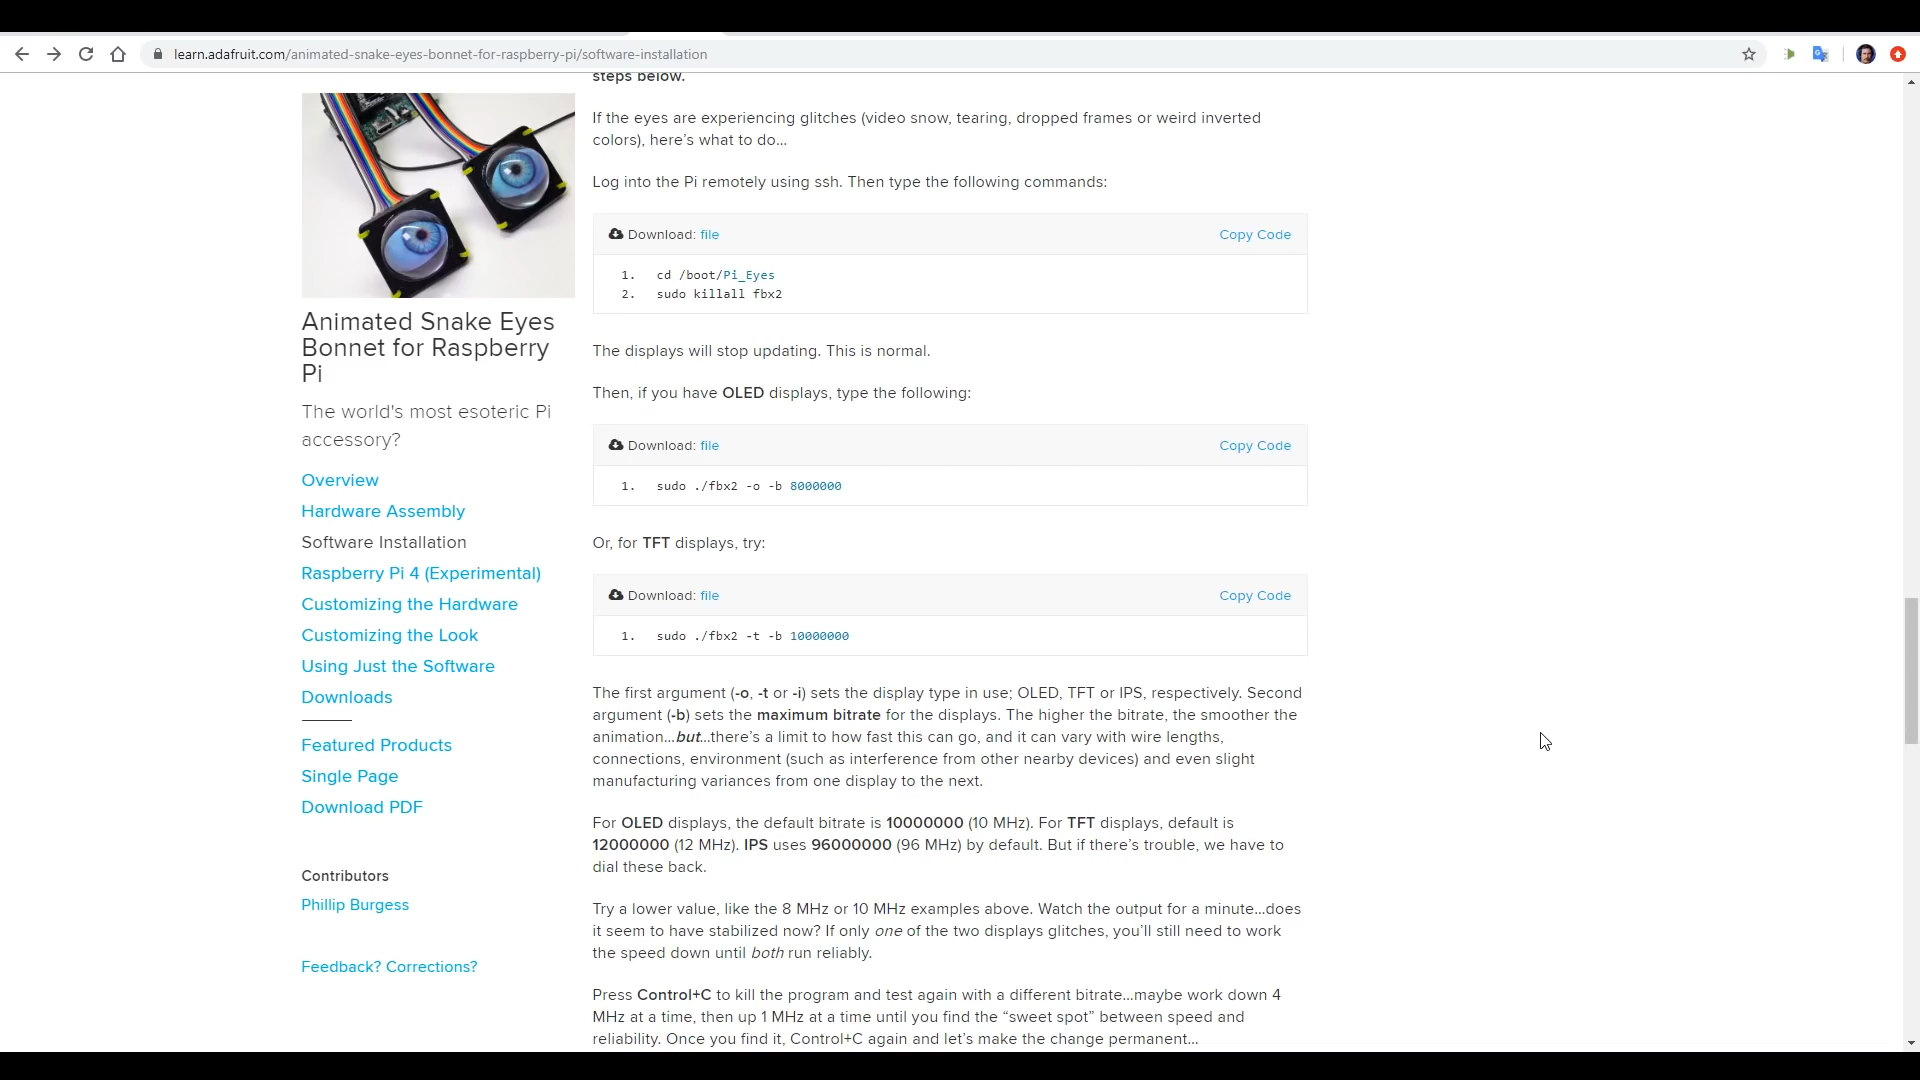 learn.adafruit.com/animated-snake-eyes-bonnet-for-raspberry-pi/software-installation
Animated Snake Eyes
Bonnet for Raspberry
Pi
The world's most esoteric Pi
accessory?
Overview
Hardware Assembly
Software Installation
Raspberry Pi 4 (Experimental)
Customizing the Hardware
Customizing the Look
Using Just the Software
Downloads
Featured Products
Single Page
Download PDF
Contributors
Phillip Burgess
Feedback? Corrections?
steps below.
If the eyes are experiencing glitches (video snow, tearing, dropped frames or weird inverted
colors), here’s what to do…
Log into the Pi remotely using ssh. Then type the following commands:
Download: file Copy Code
1. cd /boot/Pi_Eyes
2. sudo killall fbx2
The displays will stop updating. This is normal.
Then, if you have OLED displays, type the following:
Download: file Copy Code
1. sudo ./fbx2 -o -b 8000000
Or, for TFT displays, try:
Download: file Copy Code
1. sudo ./fbx2 -t -b 10000000
The first argument (-o, -t or -i) sets the display type in use; OLED, TFT or IPS, respectively. Second
argument (-b) sets the maximum bitrate for the displays. The higher the bitrate, the smoother the
animation…but…there’s a limit to how fast this can go, and it can vary with wire lengths,
connections, environment (such as interference from other nearby devices) and even slight
manufacturing variances from one display to the next.
For OLED displays, the default bitrate is 10000000 (10 MHz). For TFT displays, default is
12000000 (12 MHz). IPS uses 96000000 (96 MHz) by default. But if there’s trouble, we have to
dial these back.
Try a lower value, like the 8 MHz or 10 MHz examples above. Watch the output for a minute…does
it seem to have stabilized now? If only one of the two displays glitches, you’ll still need to work
the speed down until both run reliably.
Press Control+C to kill the program and test again with a different bitrate…maybe work down 4
MHz at a time, then up 1 MHz at a time until you find the “sweet spot” between speed and
reliability. Once you find it, Control+C again and let’s make the change permanent…